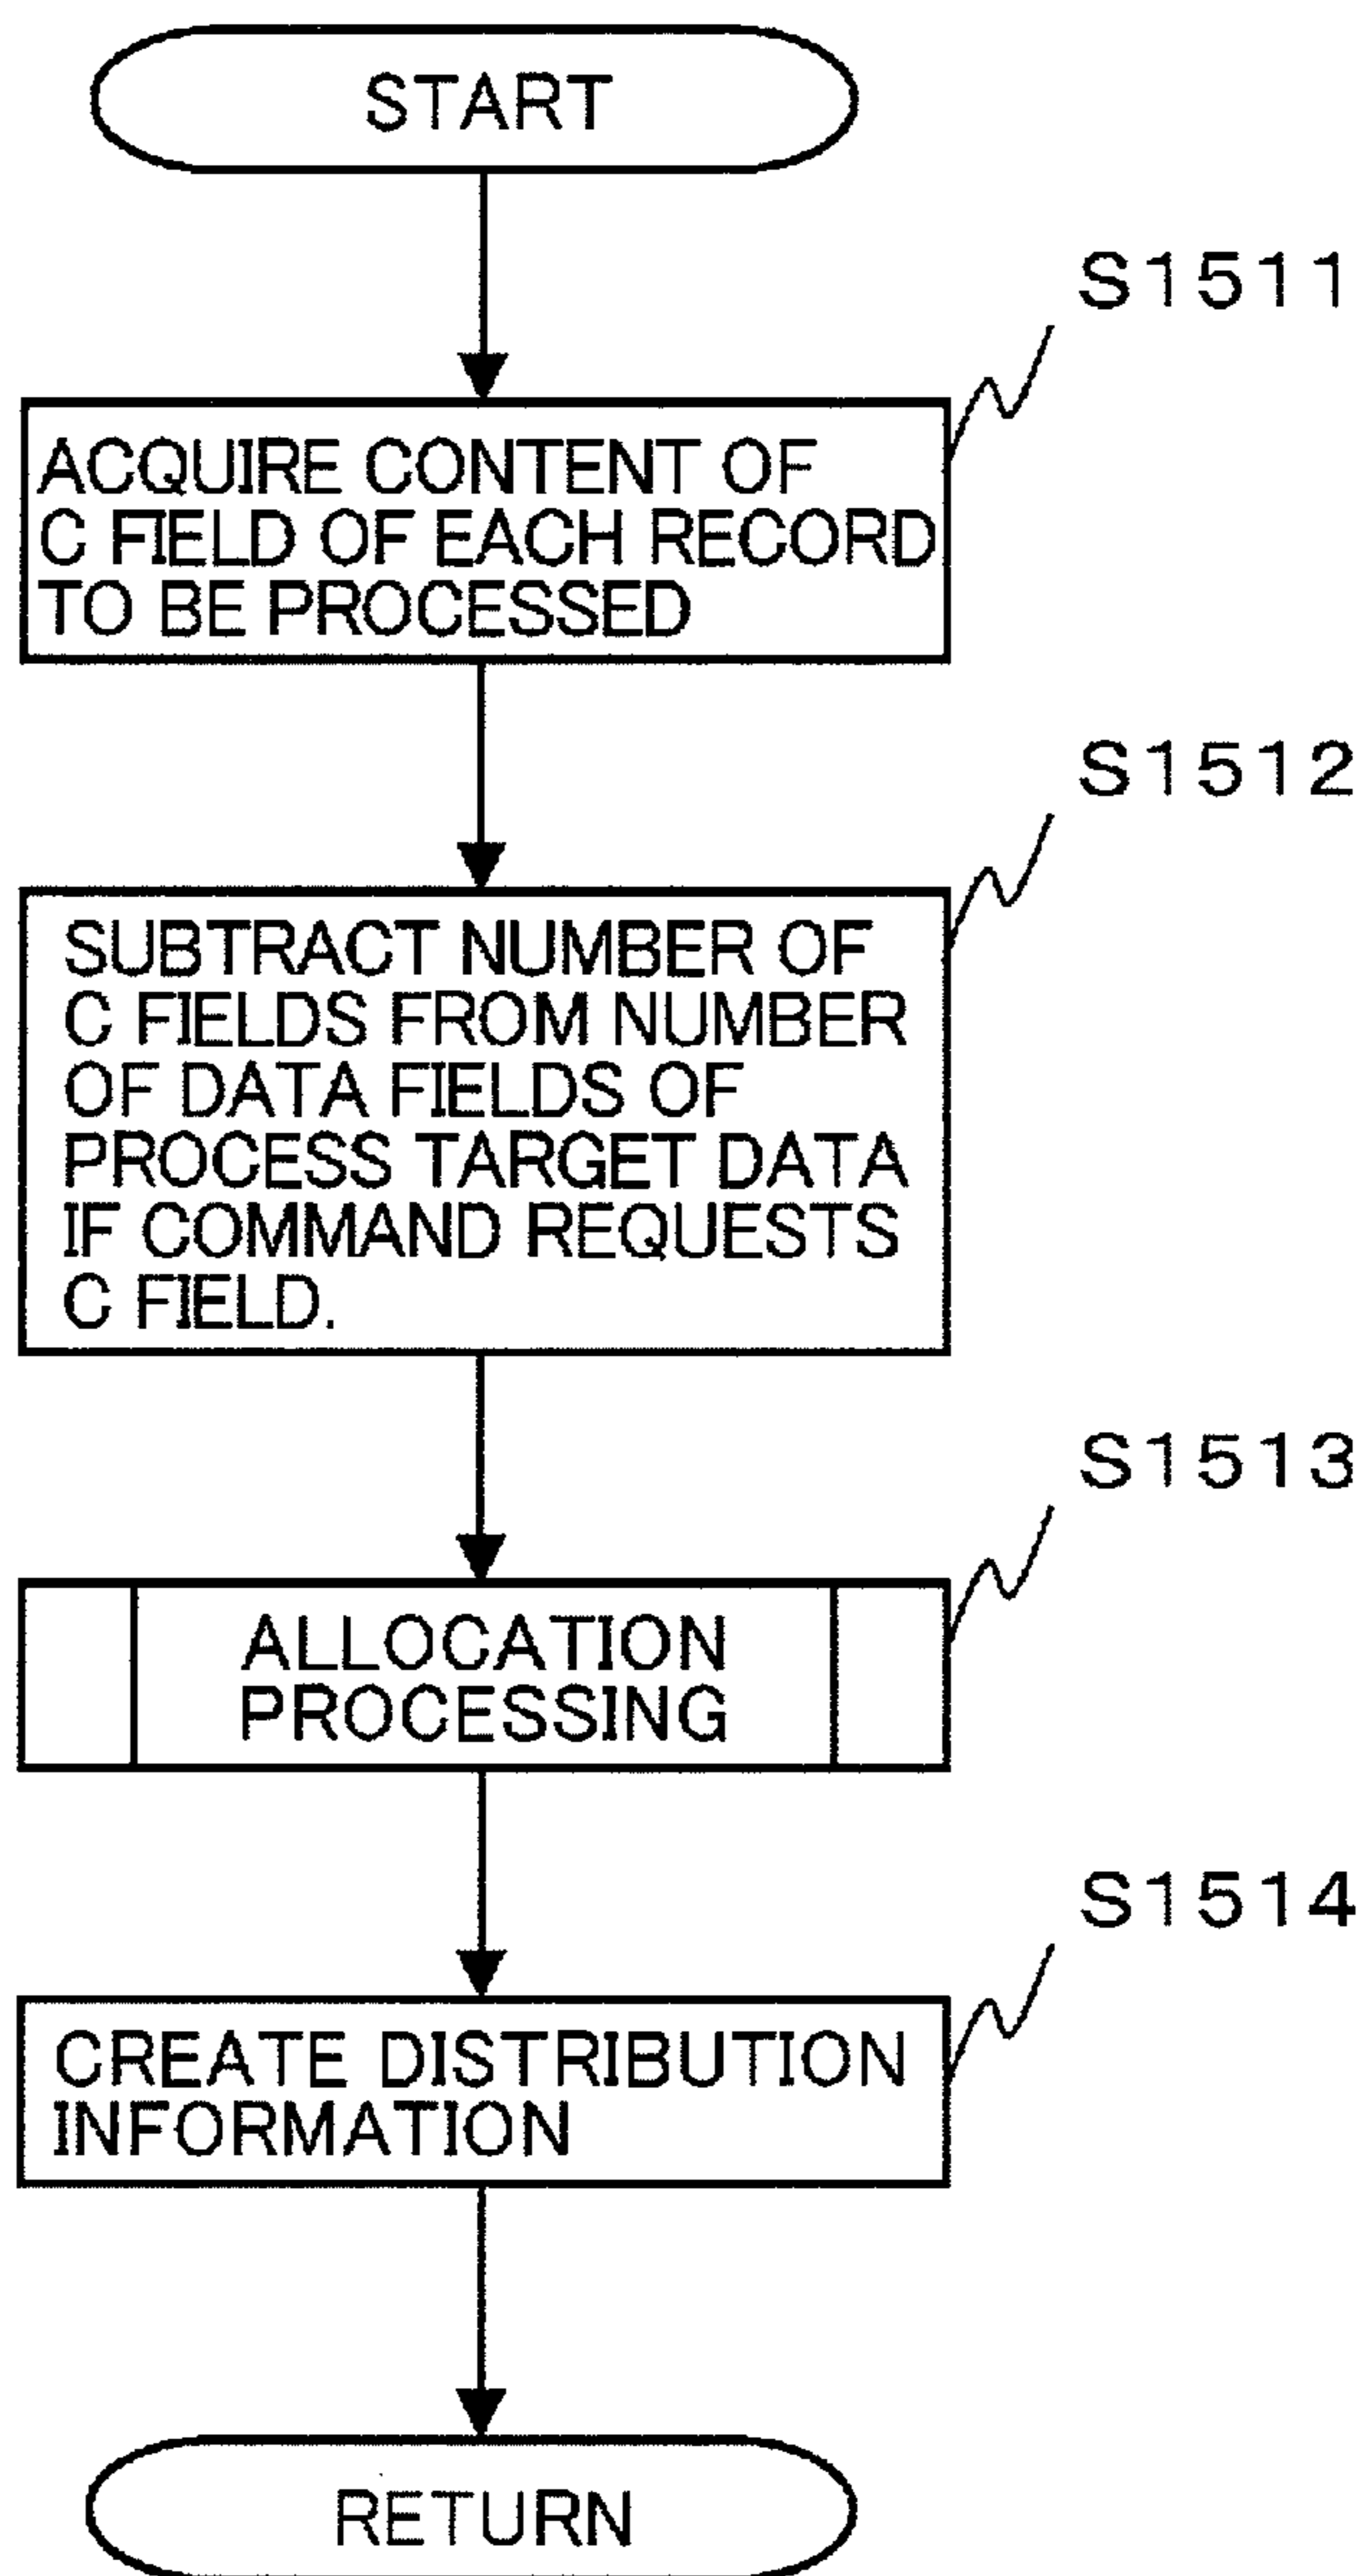 START
S1511
ACQUIRE CONTENT OF
C FIELD OF EACH RECORD
TO BE PROCESSED
S1512
SUBTRACT NUMBER OF
C FIELDS FROM NUMBER
OF DATA FIELDS OF
PROCESS TARGET DATA
IF COMMAND REQUESTS
C FIELD.
S1513
ALLOCATION
PROCESSING
S1514
CREATE DISTRIBUTION
INFORMATION
RETURN